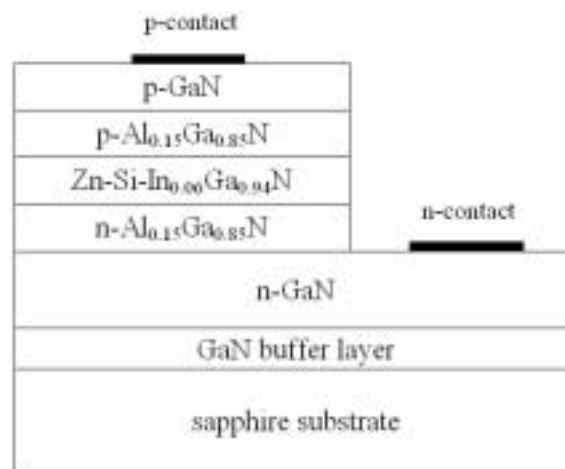 p-contact
p-GaN
p-Al₀.₁₅Ga₀.₈₅N
Zn-Si-In₀.₀₆Ga₀.₉₄N
n-Al₀.₁₅Ga₀.₈₅N
n-contact
n-GaN
GaN buffer layer
sapphire substrate